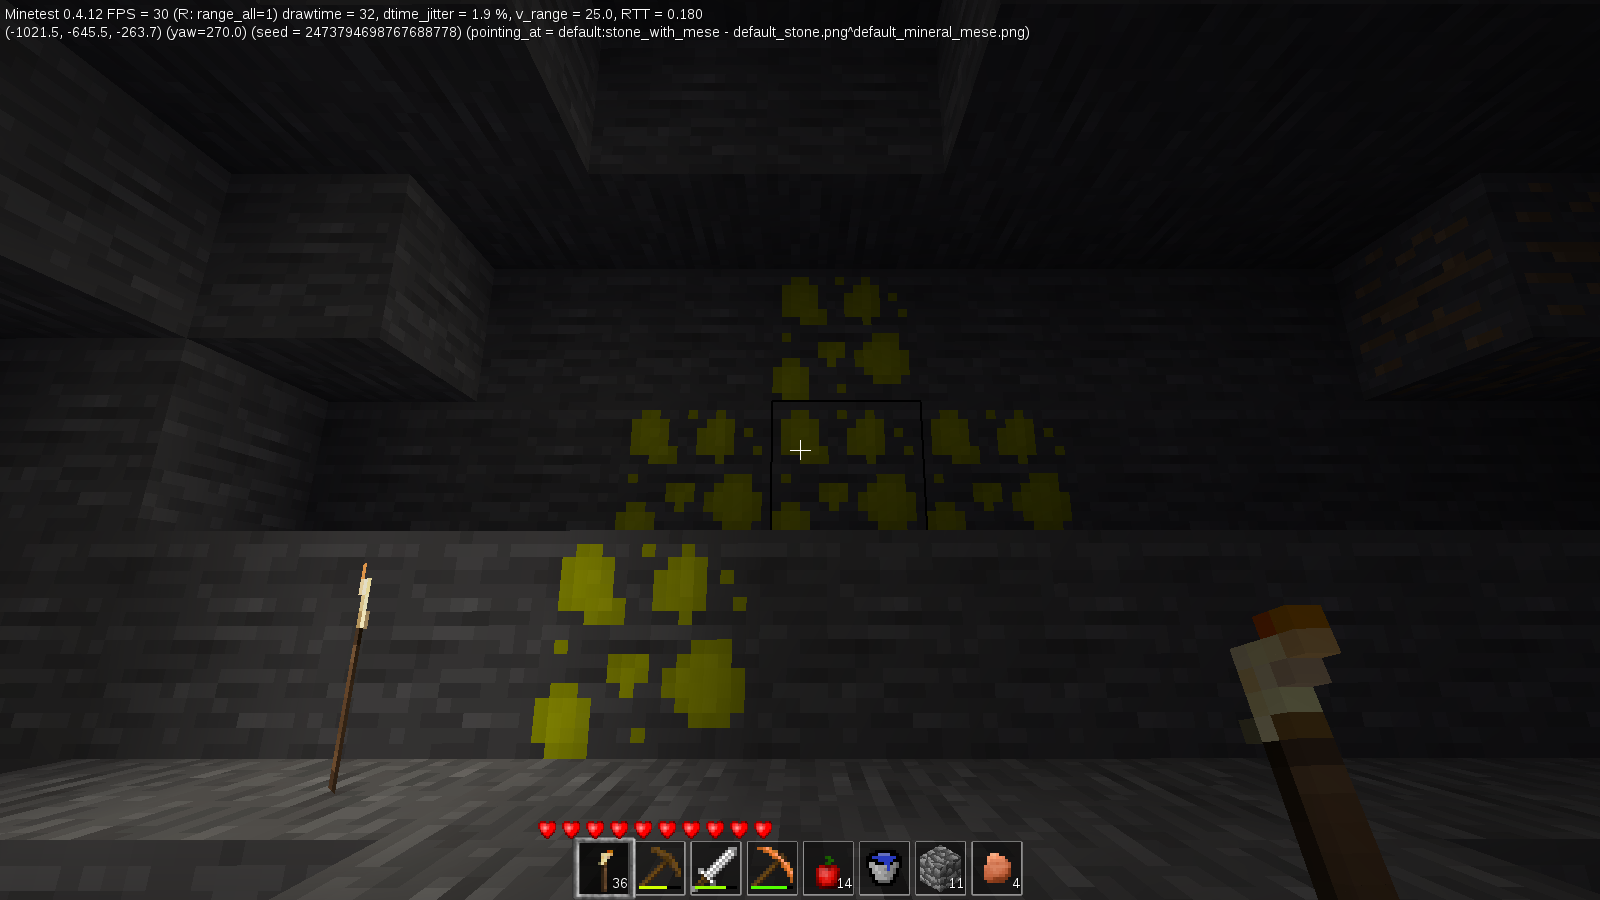 Minetest 0.4.12 FPS = 30 (R: range_all=1) drawtime = 32, dtime_jitter = 1.9 %, v_range = 25.0, RTT = 0.180
(-1021.5, -645.5, -263.7) (yaw=270.0) (seed = 2473794698767688778) (pointing_at = default:stone_with_mese - default_stone.png^default_mineral_mese.png)
36 14 11 4